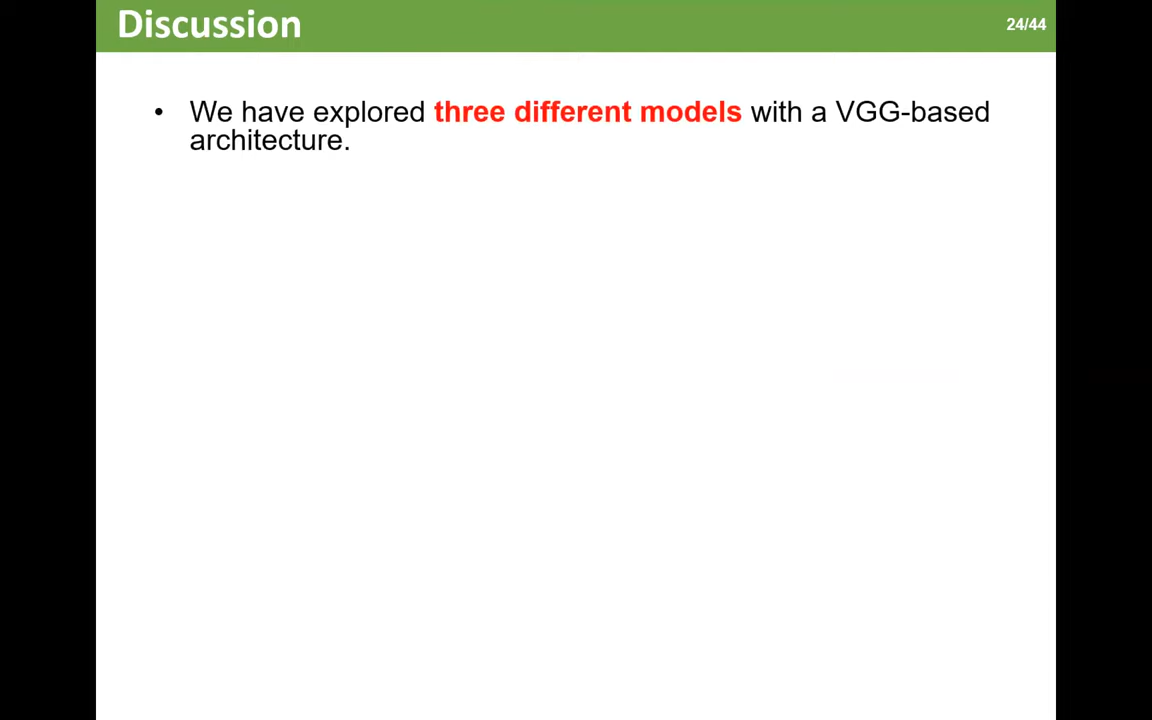 Discussion
24/44
• We have explored three different models with a VGG-based
architecture.